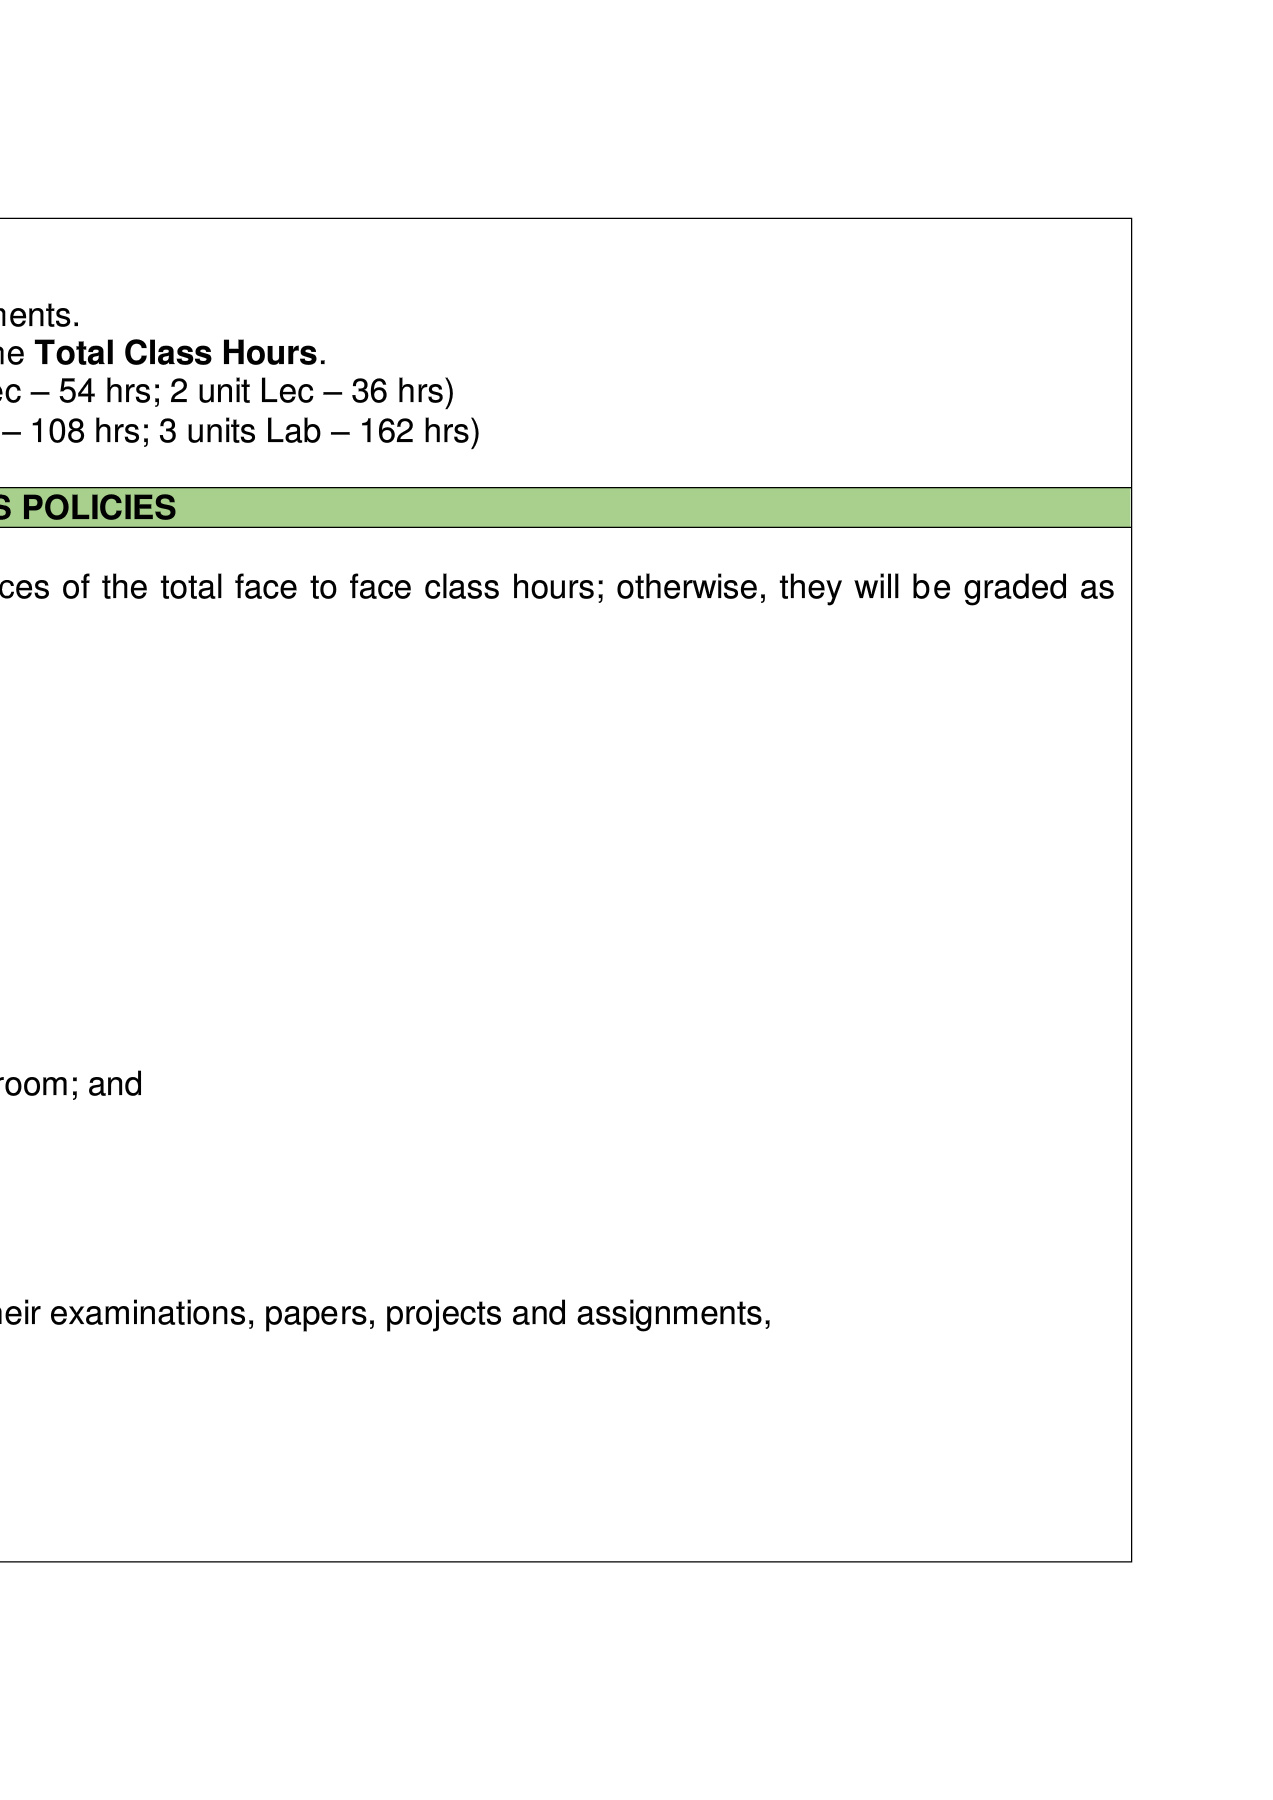 ments.
he Total Class Hours.
ec – 54 hrs; 2 unit Lec – 36 hrs)
– 108 hrs; 3 units Lab – 162 hrs)
S POLICIES
ces of the total face to face class hours; otherwise, they will be graded as
room; and
heir examinations, papers, projects and assignments,